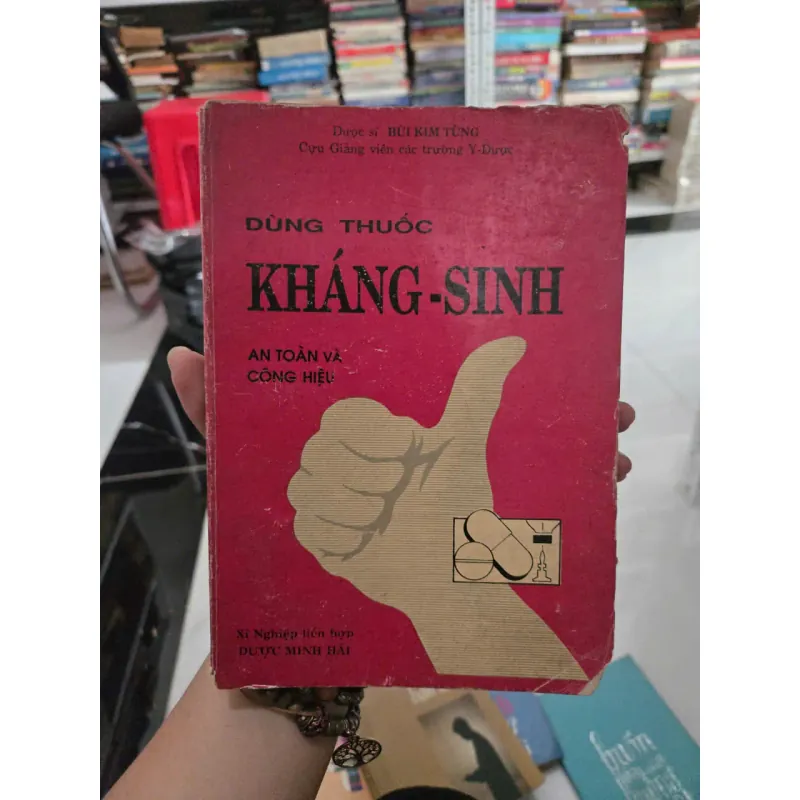 Dược sĩ BÙI KIM TÙNG
Cựu Giảng viên các trường Y-Dược
DÙNG THUỐC
KHÁNG-SINH
AN TOÀN VÀ
CÔNG HIỆU
Xí Nghiệp liên hợp
DƯỢC MINH HẢI